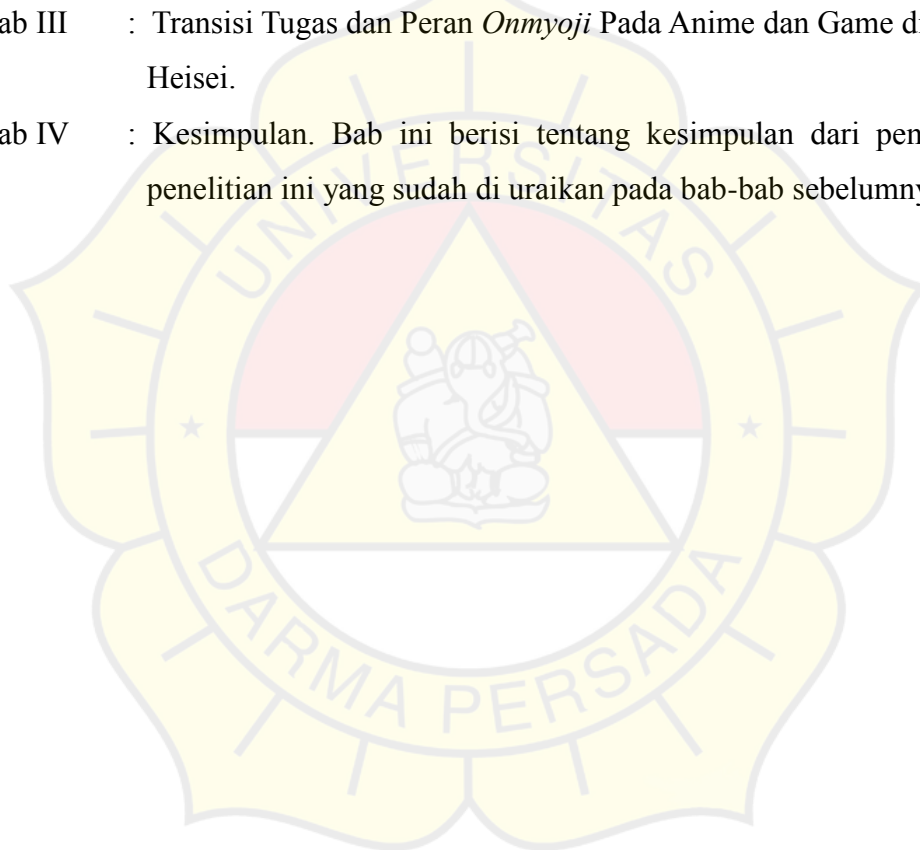 ab III : Transisi Tugas dan Peran Onmyoji Pada Anime dan Game di
Heisei.
ab IV : Kesimpulan. Bab ini berisi tentang kesimpulan dari pen
penelitian ini yang sudah di uraikan pada bab-bab sebelumny
UNIVERSITAS
DARMA PERSADA